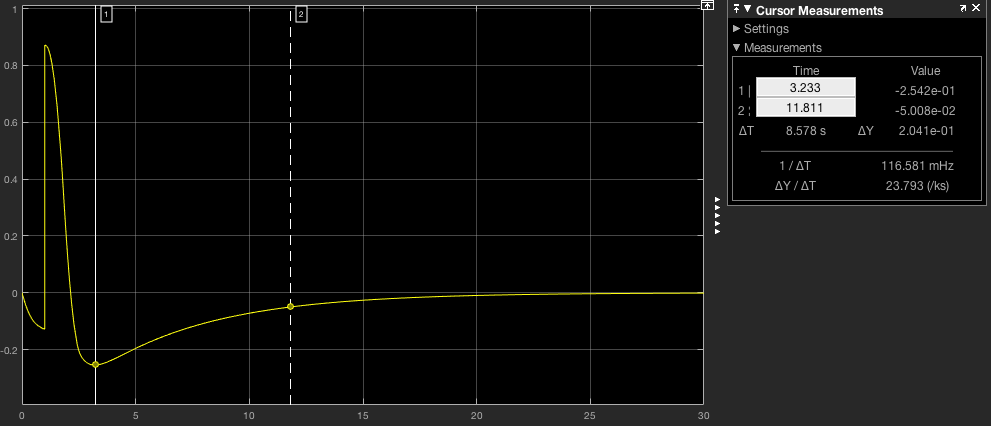 1
0.8
0.6
0.4
0.2
0
-0.2
0
5
10
15
20
25
30
1
2
Cursor Measurements
Settings
Measurements
Time Value
1 | 3.233 -2.542e-01
2 ¦ 11.811 -5.008e-02
ΔT 8.578 s ΔY 2.041e-01
1 / ΔT 116.581 mHz
ΔY / ΔT 23.793 (/ks)